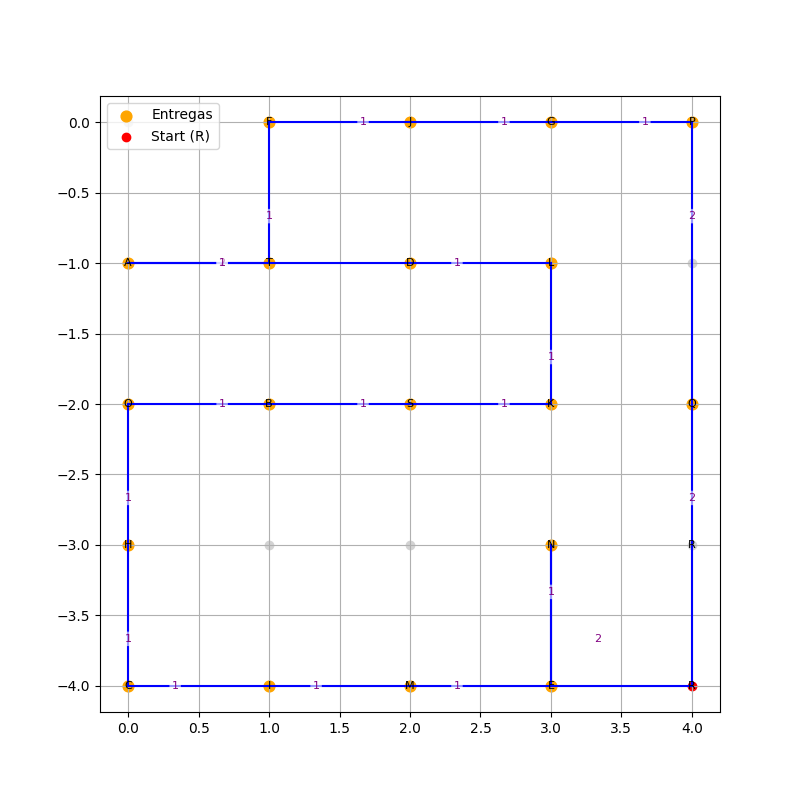 Entregas
Start (R)
0.0 F 1 J 1 G 1 P
−0.5
1 2
−1.0 A 1 T D 1 L
−1.5
1
−2.0 O 1 B 1 S 1 K Q
−2.5
1 2
−3.0 H N R
1
−3.5
1 2
−4.0 C 1 I 1 M 1 E
0.0 0.5 1.0 1.5 2.0 2.5 3.0 3.5 4.0